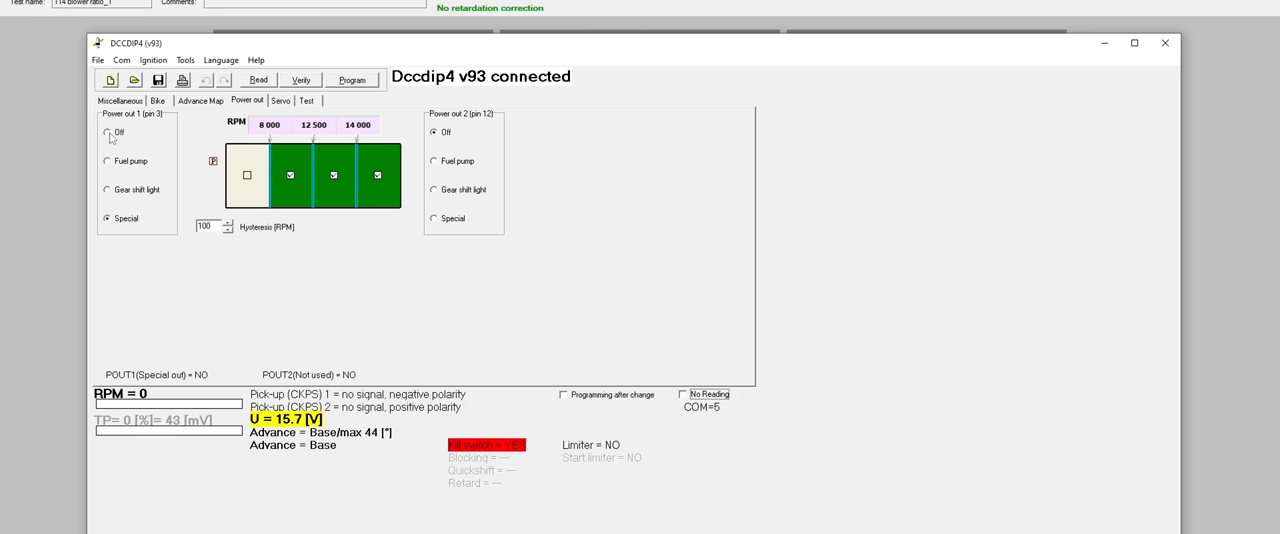 Test name: 114 blower ratio_1 Comments:
No retardation correction
DCCDIP4 (v93)
File Com Ignition Tools Language Help
Read Verify Program Dccdip4 v93 connected
Miscellaneous Bike Advance Map Power out Servo Test
Power out 1 (pin 3)
Off
Fuel pump
Gear shift light
Special
RPM 8 000 12 500 14 000
P
100 Hysteresis [RPM]
Power out 2 (pin 12)
Off
Fuel pump
Gear shift light
Special
POUT1(Special out) = NO POUT2(Not used) = NO
RPM = 0
TP= 0 [%]= 43 [mV]
Pick-up (CKPS) 1 = no signal, negative polarity
Pick-up (CKPS) 2 = no signal, positive polarity
U = 15.7 [V]
Advance = Base/max 44 [°]
Advance = Base
Programming after change No Reading
COM=5
Kill switch = YES
Blocking = ---
Quickshift = ---
Retard = ---
Limiter = NO
Start limiter = NO